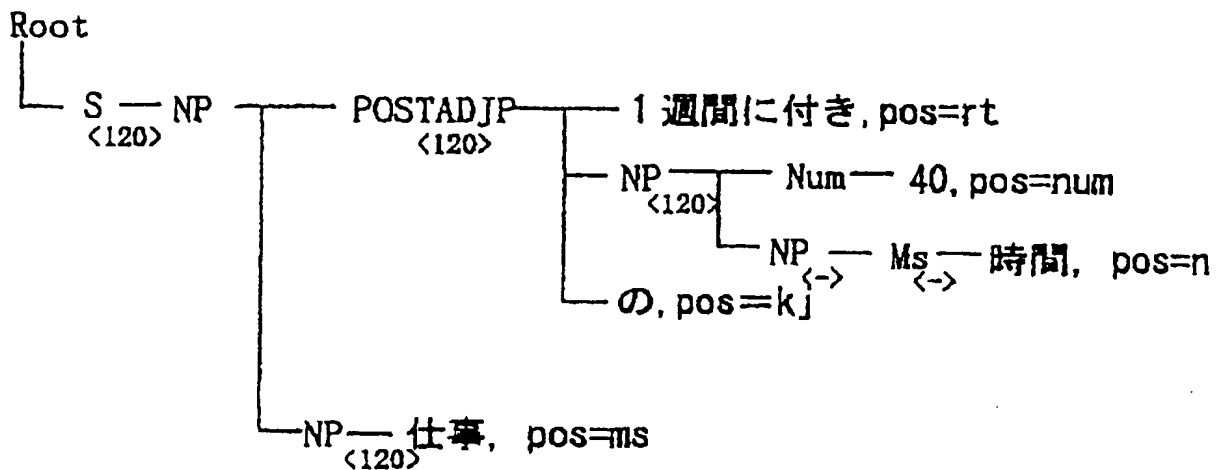 Root
S NP POSTADJP 1週間に付き, pos=rt
<120> <120>
NP Num 40, pos=num
<120>
NP Ms 時間, pos=n
<-> <->
の, pos=kj
NP 仕事, pos=ms
<120>